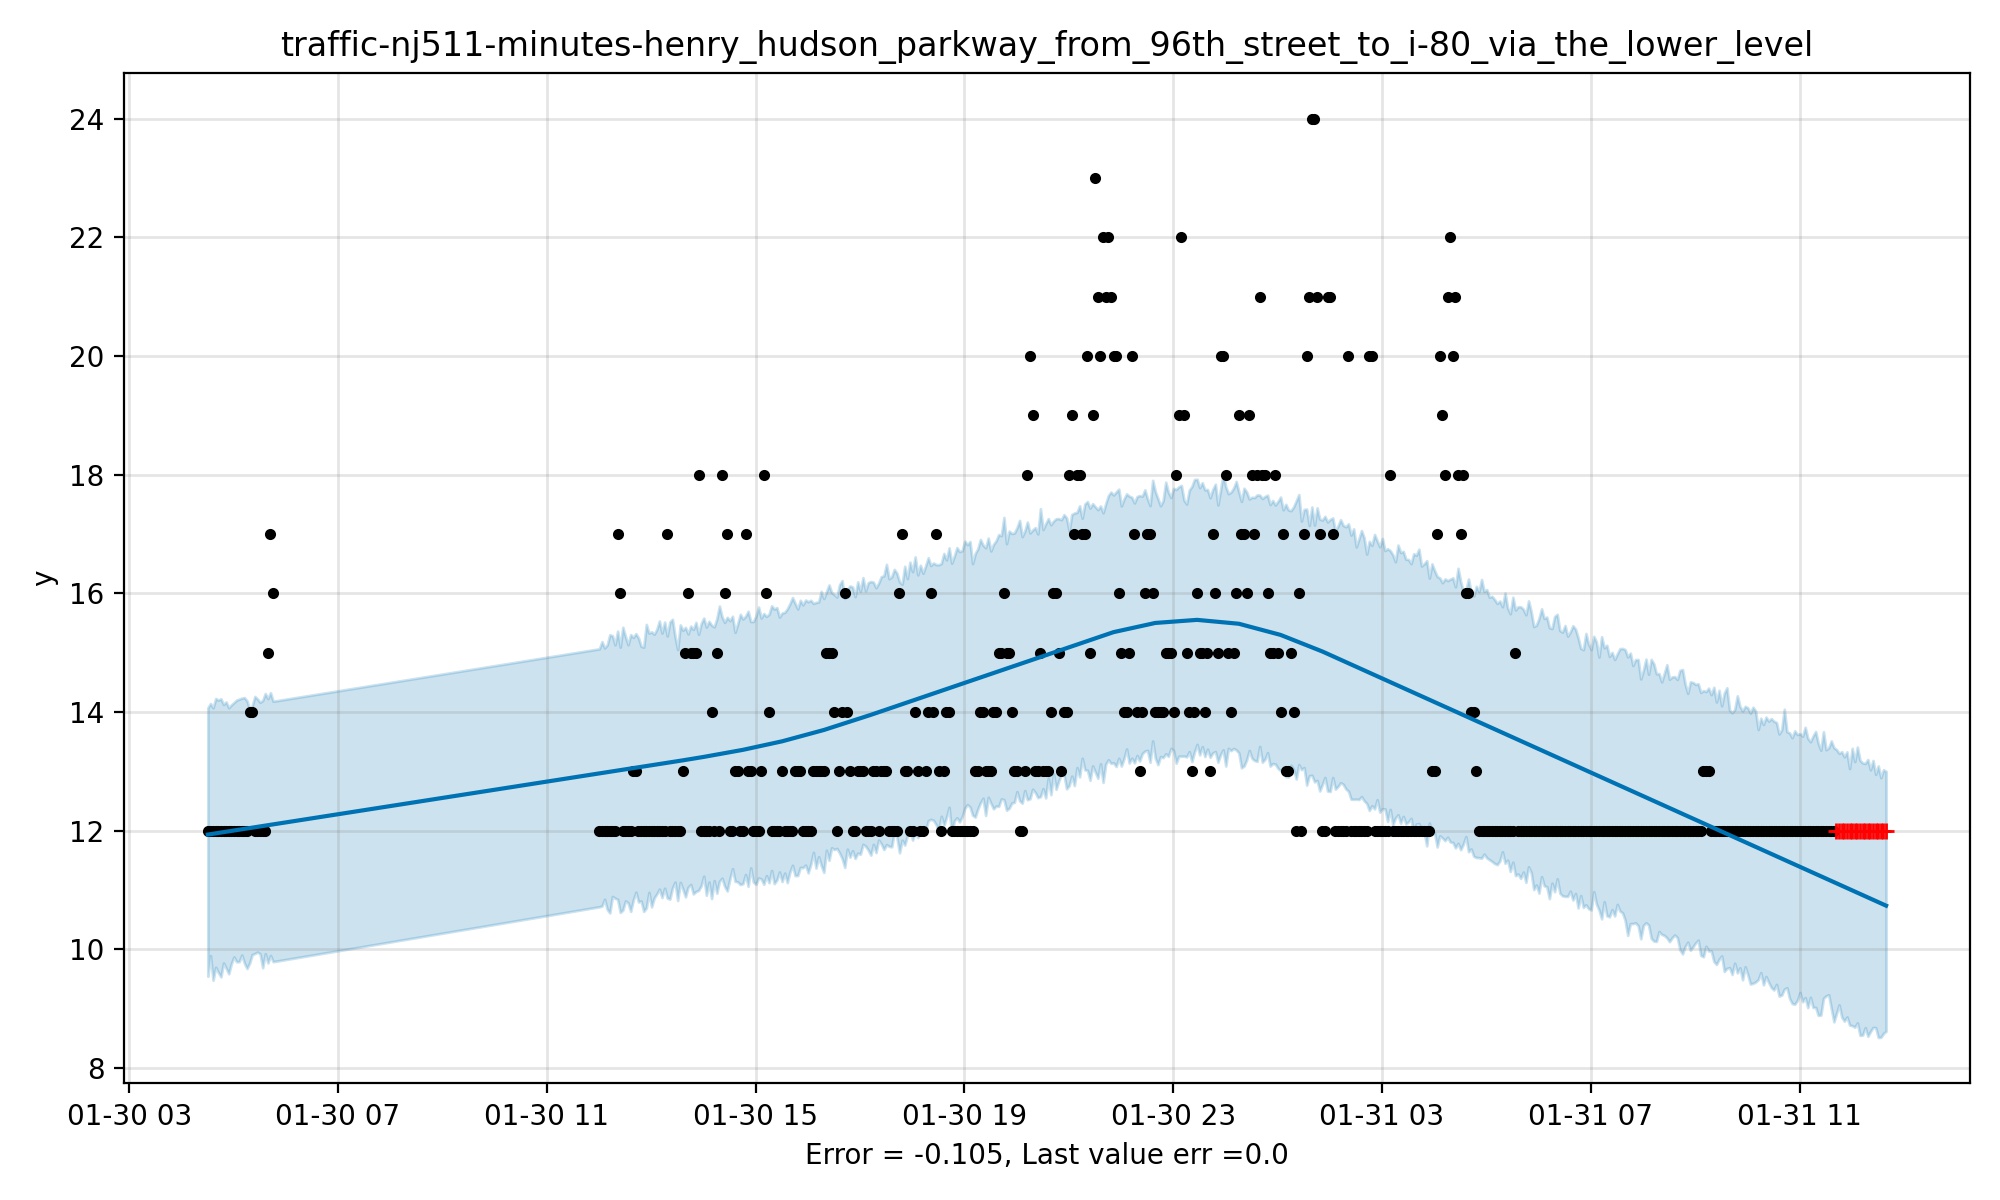 traffic-nj511-minutes-henry_hudson_parkway_from_96th_street_to_i-80_via_the_lower_level
24
22
20
18
16
14
12
10
8
y
01-30 03 01-30 07 01-30 11 01-30 15 01-30 19 01-30 23 01-31 03 01-31 07 01-31 11
Error = -0.105, Last value err =0.0